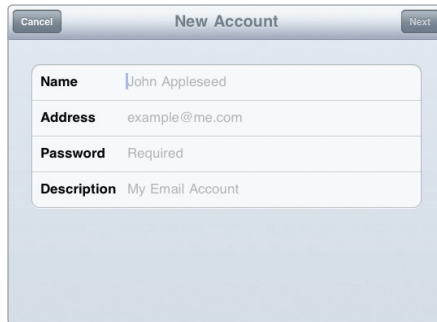 Cancel New Account Next
Name John Appleseed
Address example@me.com
Password Required
Description My Email Account